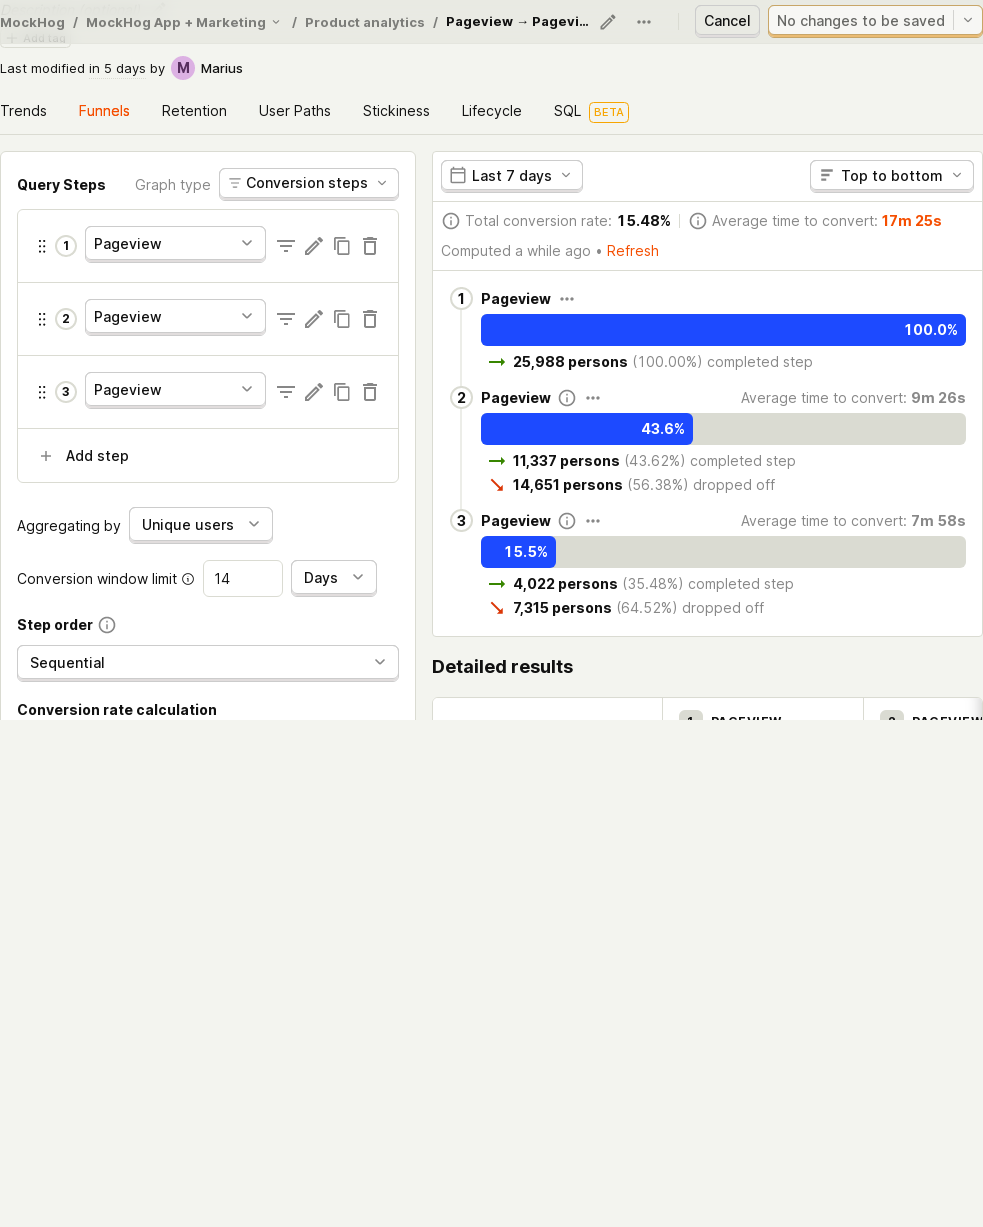 MockHog / MockHog App + Marketing / Product analytics / Pageview → Pagevi... Cancel No changes to be saved
Add tag
Last modified in 5 days by M Marius
Trends Funnels Retention User Paths Stickiness Lifecycle SQL BETA
Query Steps Graph type Conversion steps
1 Pageview
2 Pageview
3 Pageview
Add step
Aggregating by Unique users
Conversion window limit 14 Days
Step order
Sequential
Conversion rate calculation
Last 7 days Top to bottom
Total conversion rate: 15.48% Average time to convert: 17m 25s
Computed a while ago • Refresh
1 Pageview
100.0%
25,988 persons (100.00%) completed step
2 Pageview Average time to convert: 9m 26s
43.6%
11,337 persons (43.62%) completed step
14,651 persons (56.38%) dropped off
3 Pageview Average time to convert: 7m 58s
15.5%
4,022 persons (35.48%) completed step
7,315 persons (64.52%) dropped off
Detailed results
1 PAGEVIEW 2 PAGEVIEW